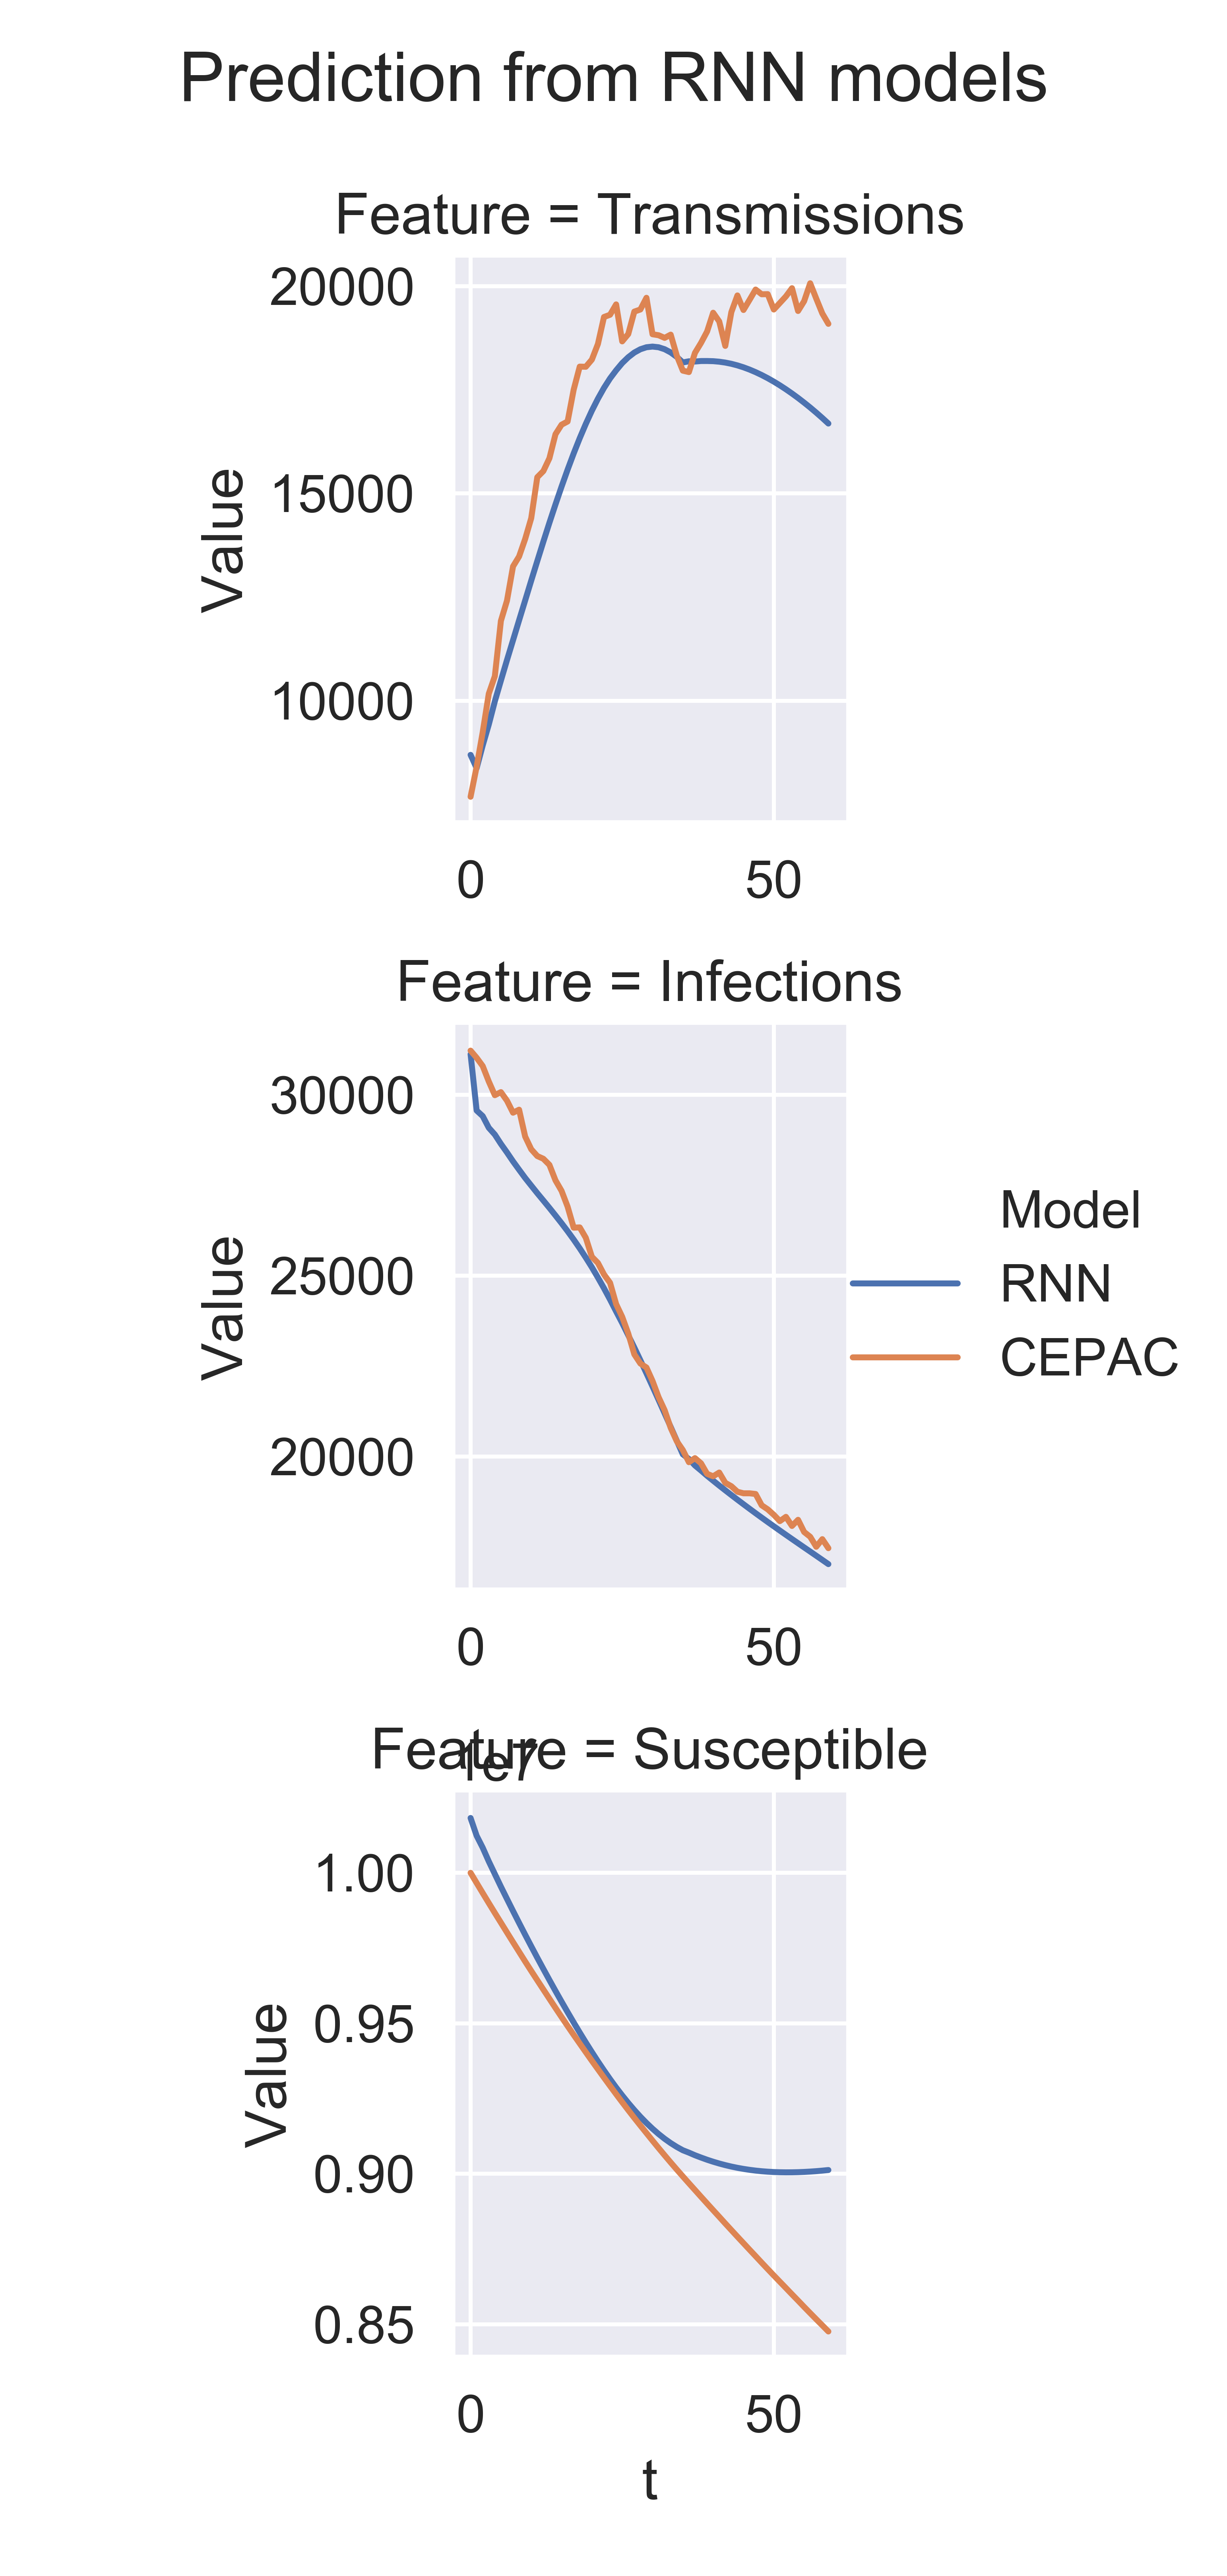 Prediction from RNN models
Feature = Transmissions
20000
15000
10000
Value
0 50
Feature = Infections
30000
25000
20000
Value
0 50
Model
RNN
CEPAC
Feature = Susceptible
1e7
1.00
0.95
0.90
0.85
Value
0 50
t